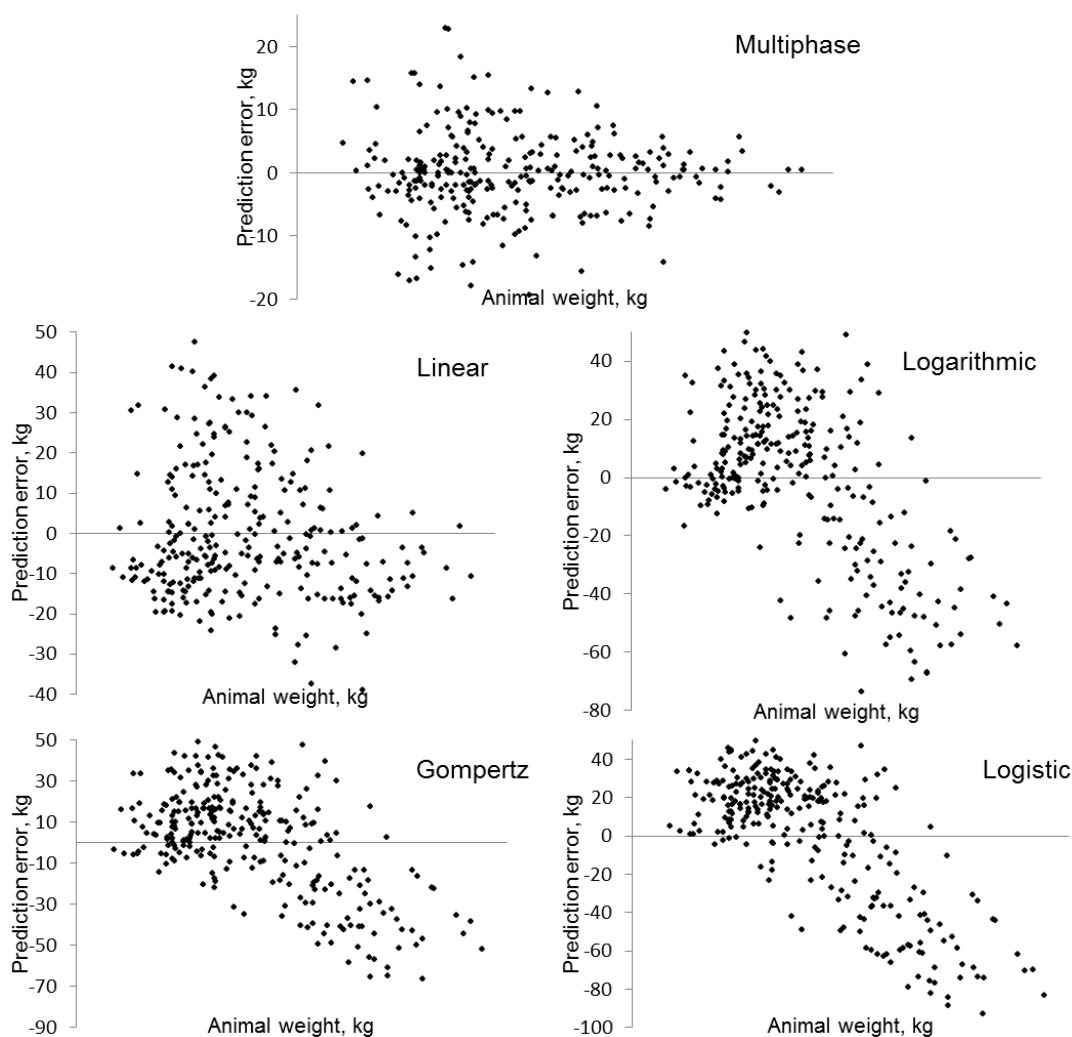 Multiphase
20
10
0
-10
-20
Prediction error, kg
Animal weight, kg
Linear
50
40
30
20
10
0
-10
-20
-30
-40
Prediction error, kg
Animal weight, kg
Logarithmic
40
20
0
-20
-40
-60
-80
Prediction error, kg
Animal weight, kg
Gompertz
50
30
10
-10
-30
-50
-70
-90
Prediction error, kg
Animal weight, kg
Logistic
40
20
0
-20
-40
-60
-80
-100
Prediction error, kg
Animal weight, kg